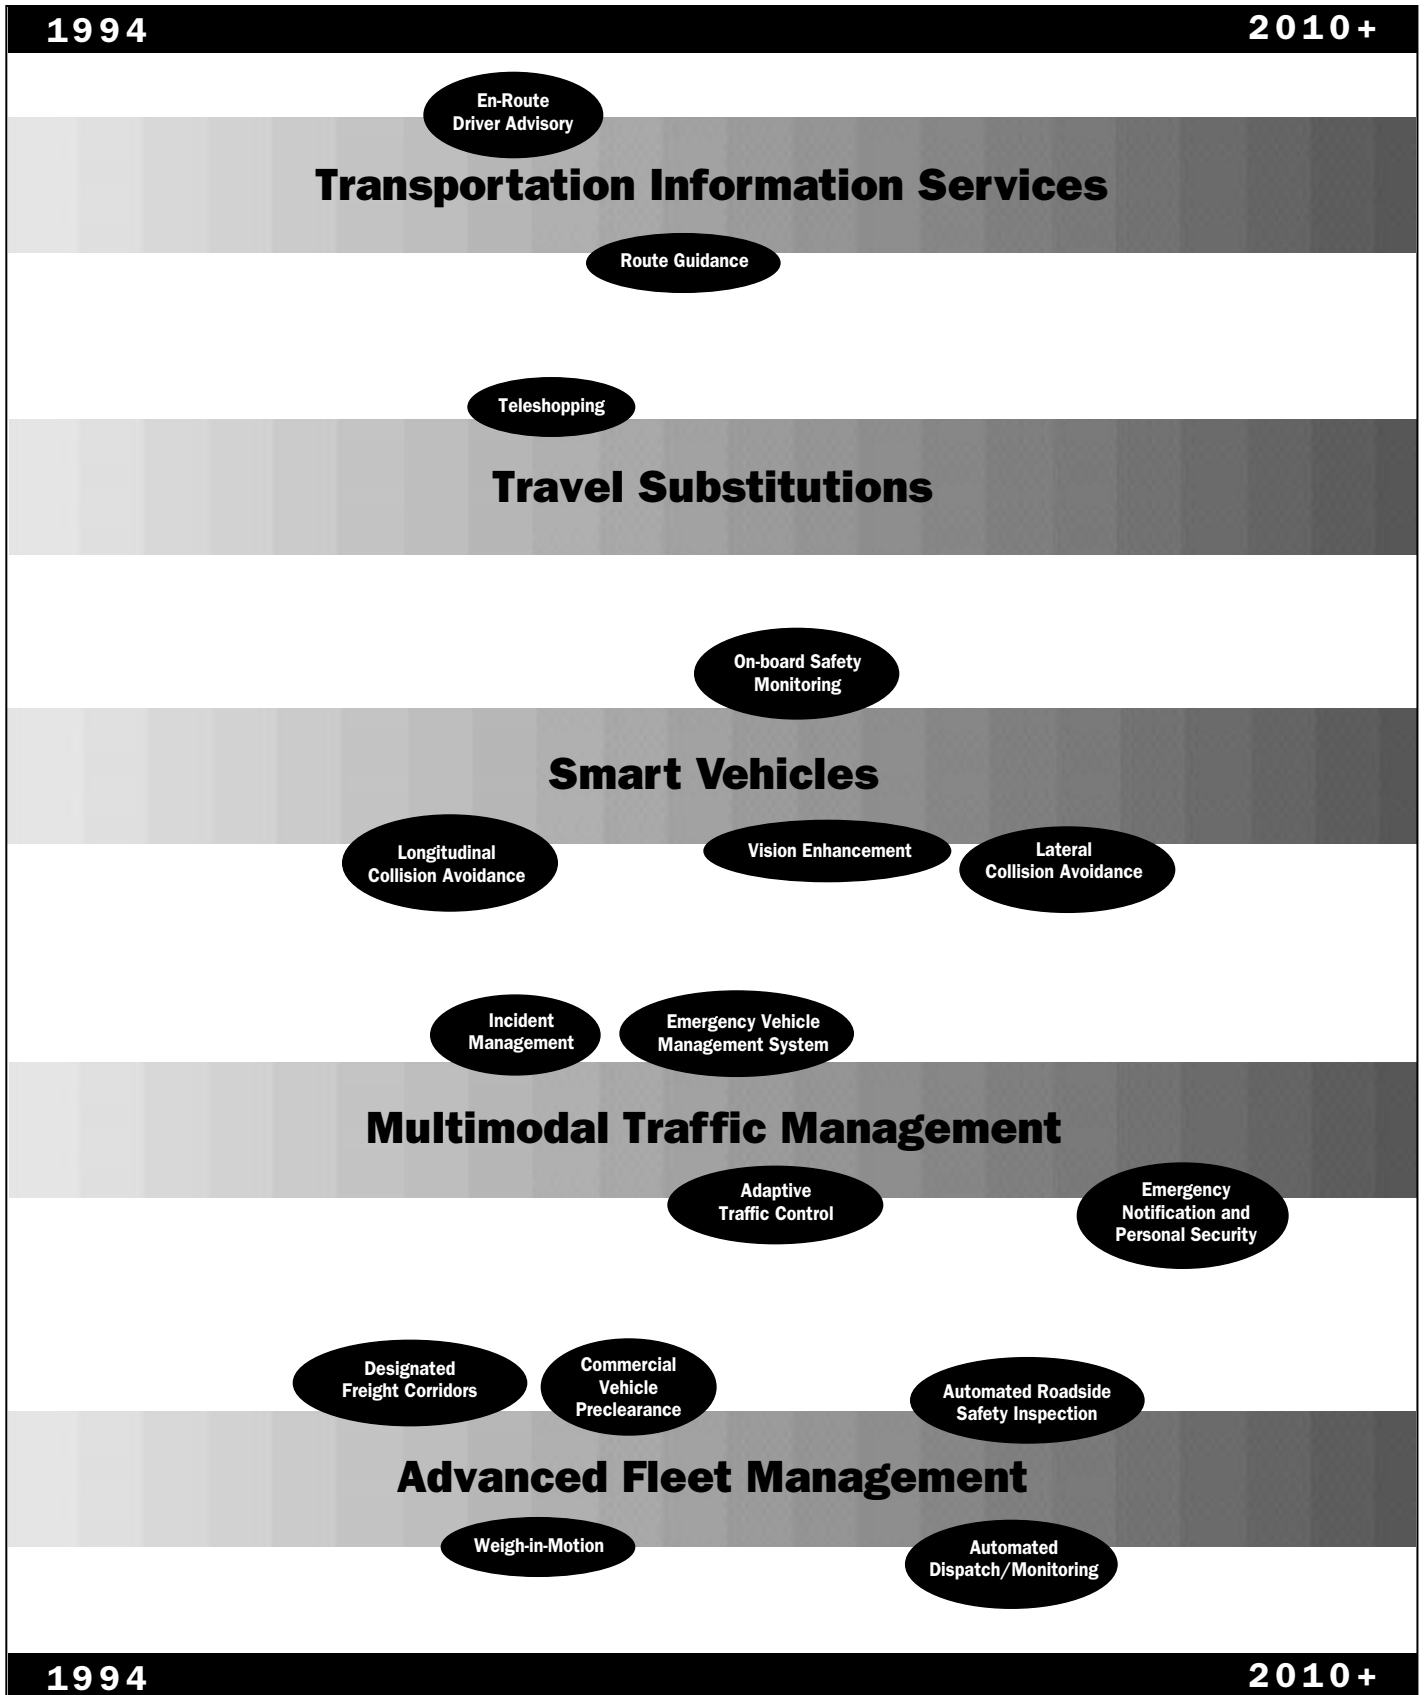 1994
2010+
En-Route
Driver Advisory
Transportation Information Services
Route Guidance
Teleshopping
Travel Substitutions
On-board Safety
Monitoring
Smart Vehicles
Longitudinal
Collision Avoidance
Vision Enhancement
Lateral
Collision Avoidance
Incident
Management
Emergency Vehicle
Management System
Multimodal Traffic Management
Adaptive
Traffic Control
Emergency
Notification and
Personal Security
Designated
Freight Corridors
Commercial
Vehicle
Preclearance
Automated Roadside
Safety Inspection
Advanced Fleet Management
Weigh-in-Motion
Automated
Dispatch/Monitoring
1994
2010+